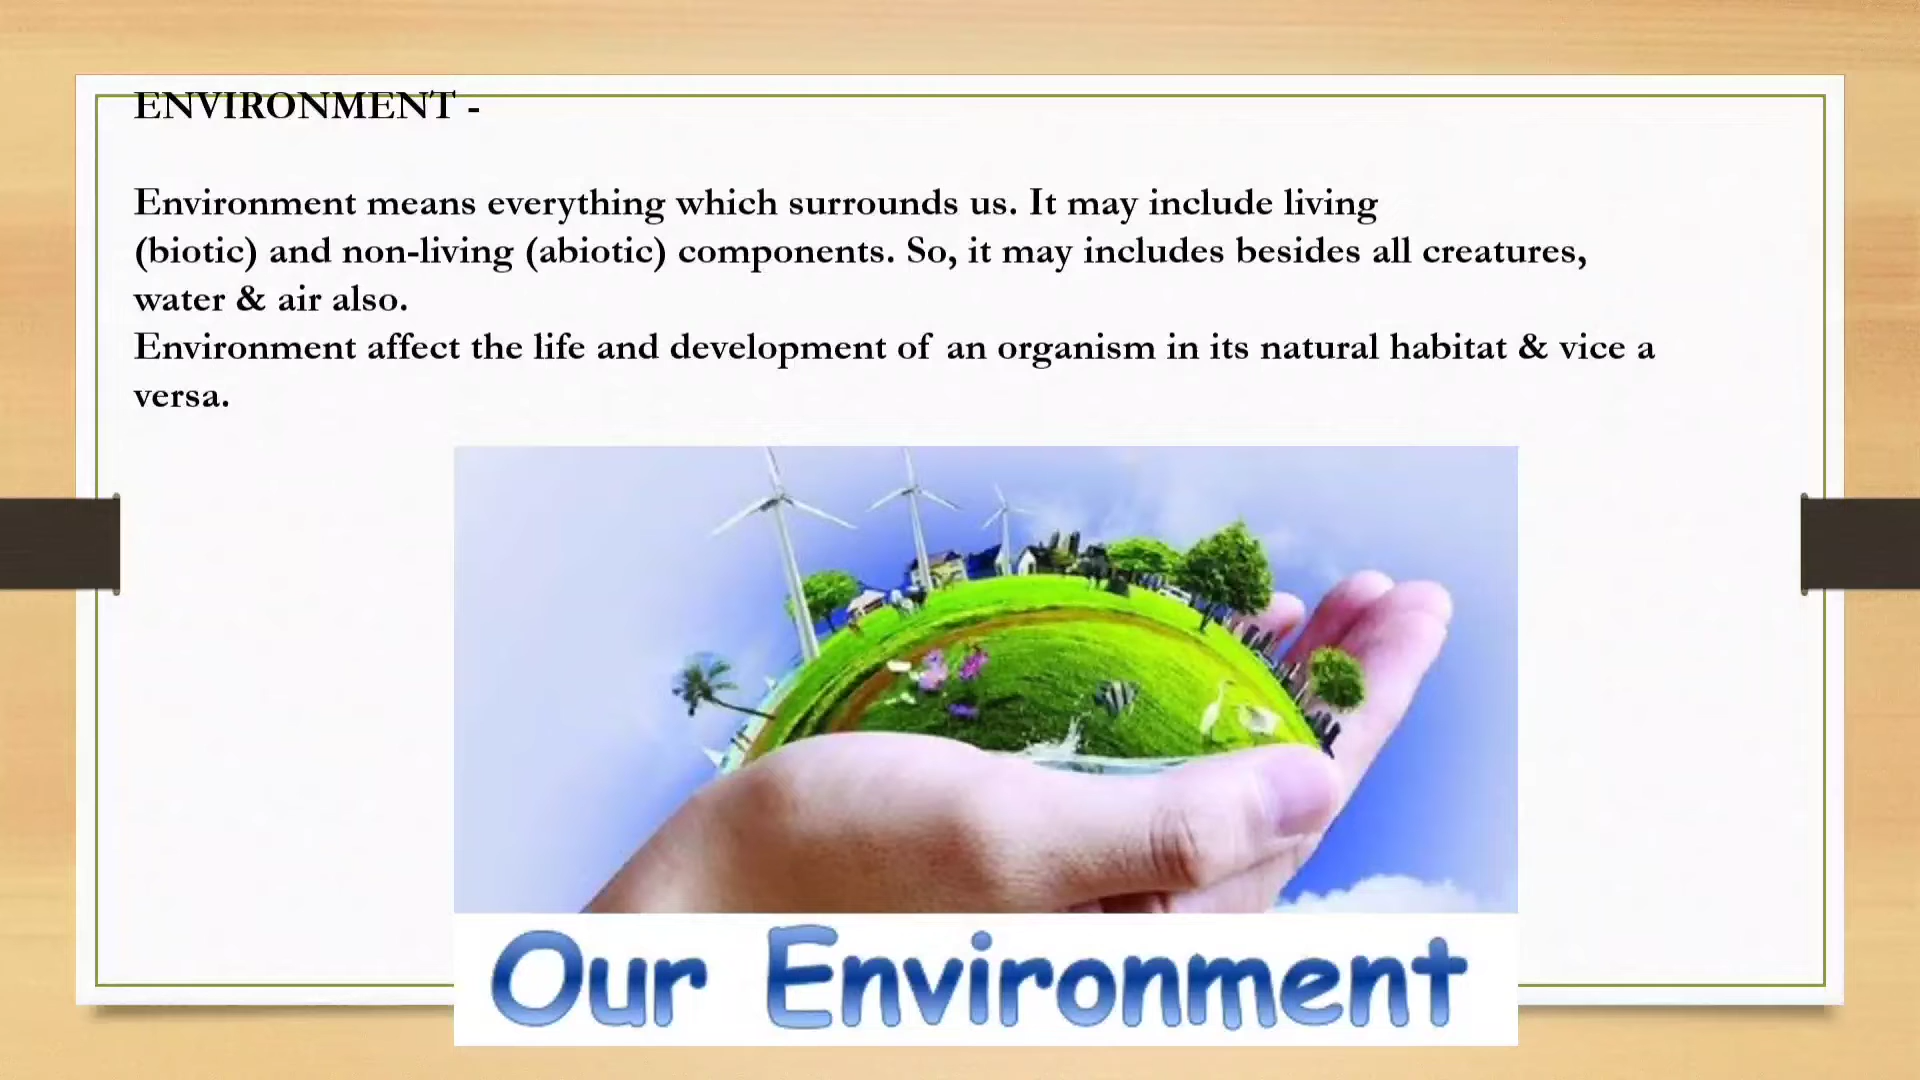 ENVIRONMENT -
Environment means everything which surrounds us. It may include living
(biotic) and non-living (abiotic) components. So, it may includes besides all creatures,
water & air also.
Environment affect the life and development of an organism in its natural habitat & vice a
versa.
Our Environment